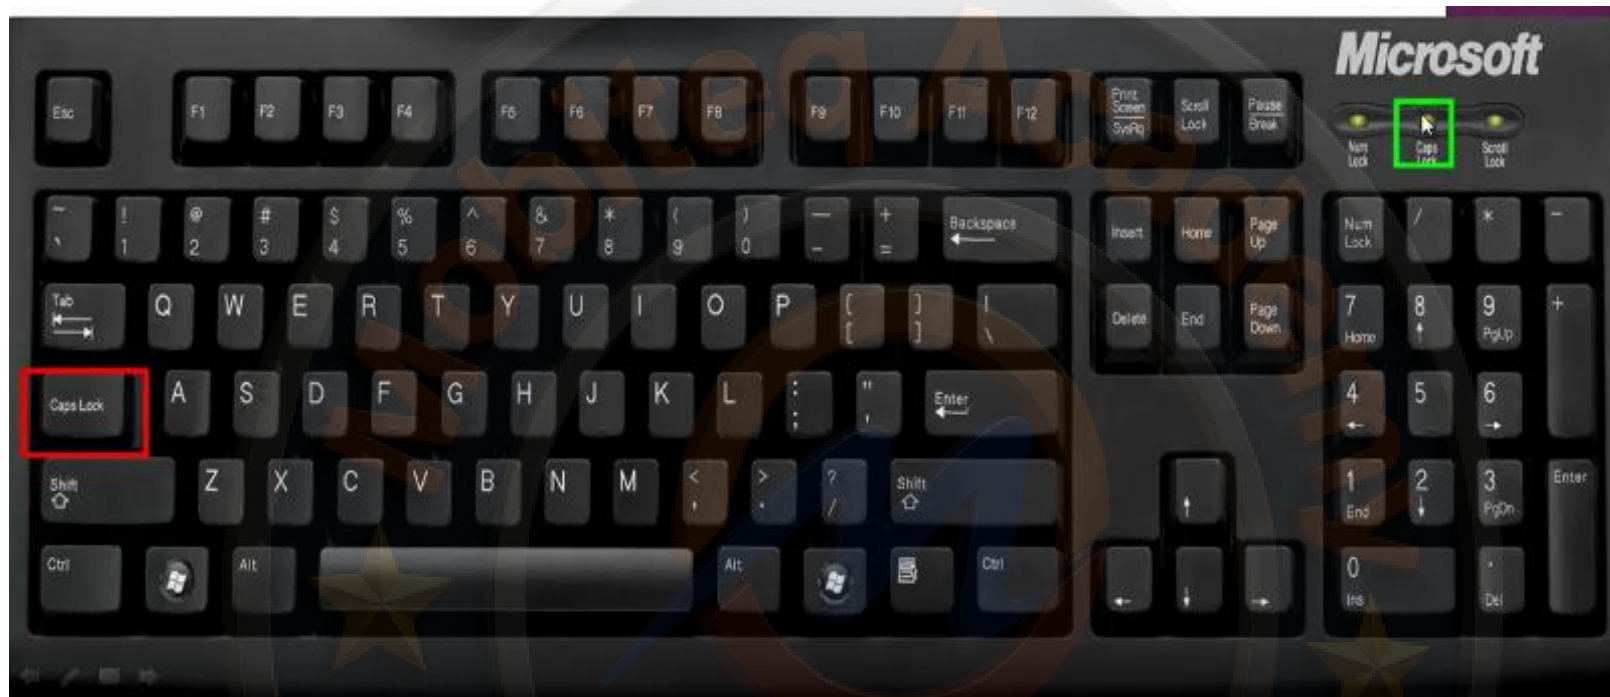 Microsoft
Esc F1 F2 F3 F4 F5 F6 F7 F8 F9 F10 F11 F12
Print
Screen
SysRq
Scroll
Lock
Pause
Break
Num
Lock
Caps
Lock
Scroll
Lock
~ ! @ # $ % ^ & * ( ) — +
` 1 2 3 4 5 6 7 8 9 0 - =
Backspace
Insert Home Page
Up
Num
Lock
/ * -
Tab Q W E R T Y U I O P [ ] |
[ ] \
Delete End Page
Down
7 8 9 +
Home ↑ PgUp
Caps Lock A S D F G H J K L : "
; '
Enter
4 5 6
← →
Shift Z X C V B N M < > ?
, . /
Shift
↑
1 2 3 Enter
End ↓ PgDn
Ctrl Alt Alt Ctrl
← ↓ →
0 .
Ins Del
Mobiteq Academy